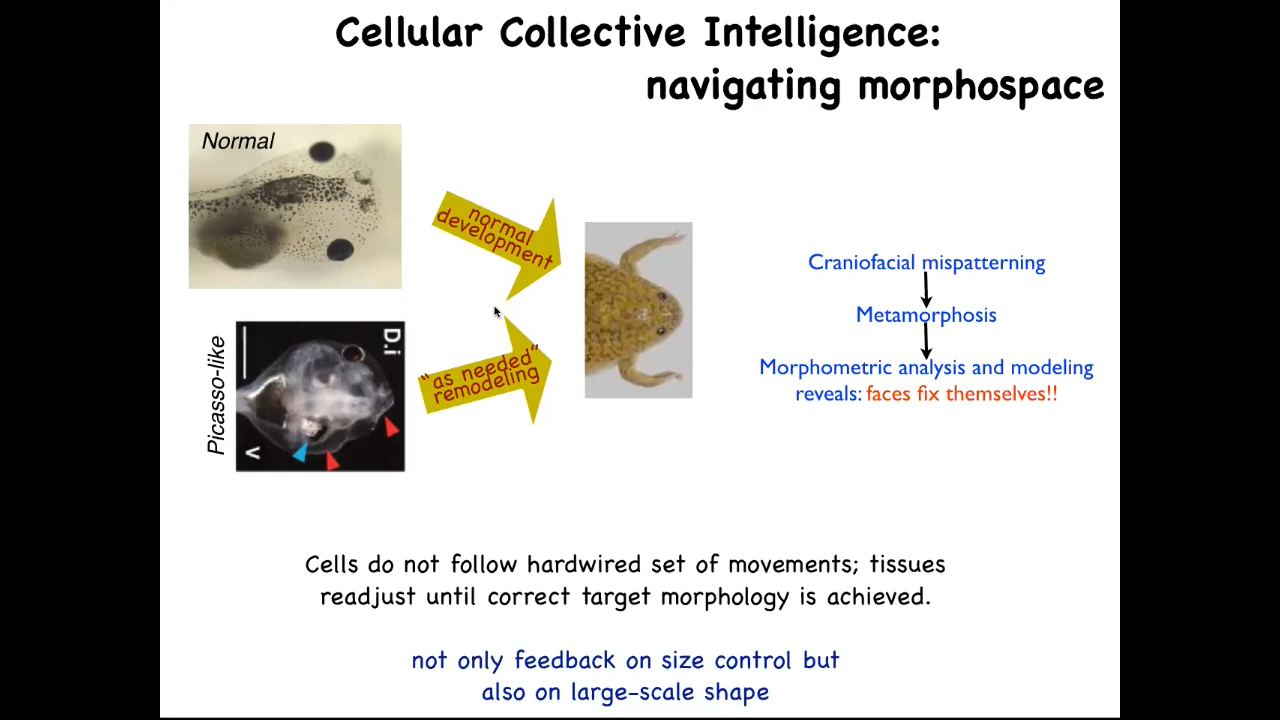 Cellular Collective Intelligence:
navigating morphospace
Normal
normal
development
Picasso-like
D.i
V
"as needed"
remodeling
Craniofacial mispatterning
Metamorphosis
Morphometric analysis and modeling
reveals: faces fix themselves!!
Cells do not follow hardwired set of movements; tissues
readjust until correct target morphology is achieved.
not only feedback on size control but
also on large-scale shape